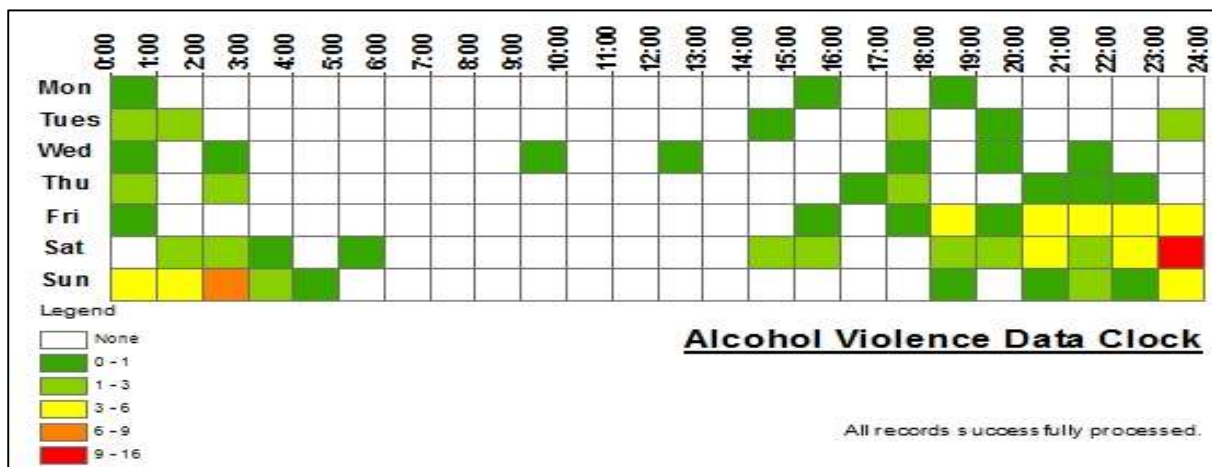 0:00 1:00 2:00 3:00 4:00 5:00 6:00 7:00 8:00 9:00 10:00 11:00 12:00 13:00 14:00 15:00 16:00 17:00 18:00 19:00 20:00 21:00 22:00 23:00 24:00
Mon
Tues
Wed
Thu
Fri
Sat
Sun
Legend
None
0 - 1
1 - 3
3 - 6
6 - 9
9 - 16
Alcohol Violence Data Clock
All records successfully processed.